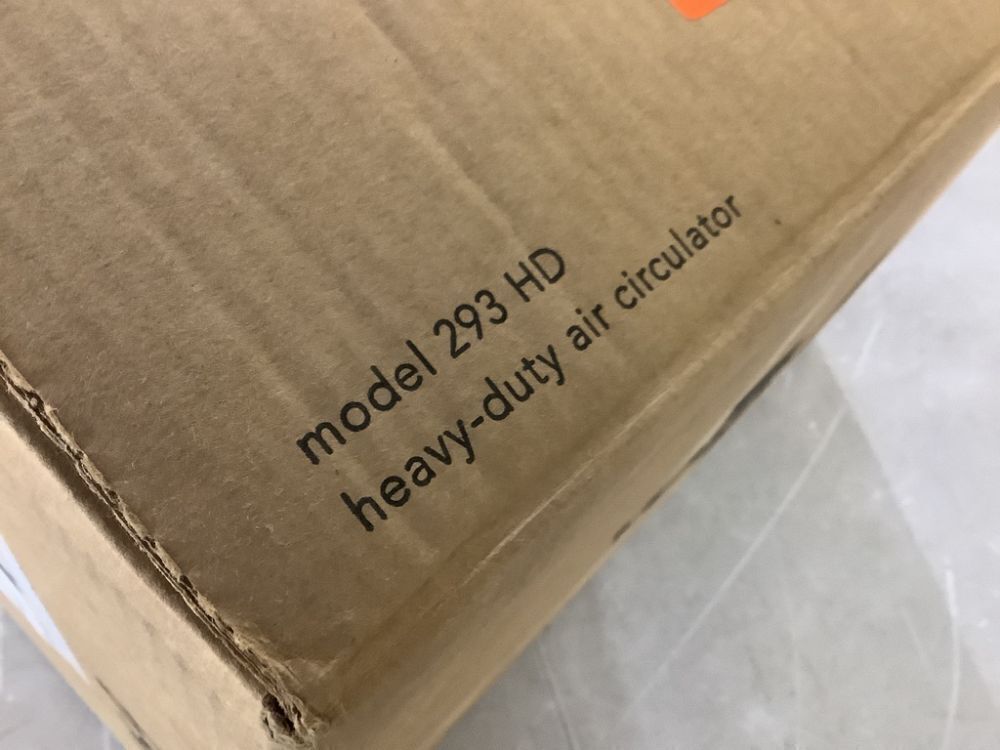 model 293 HD
heavy-duty air circulator